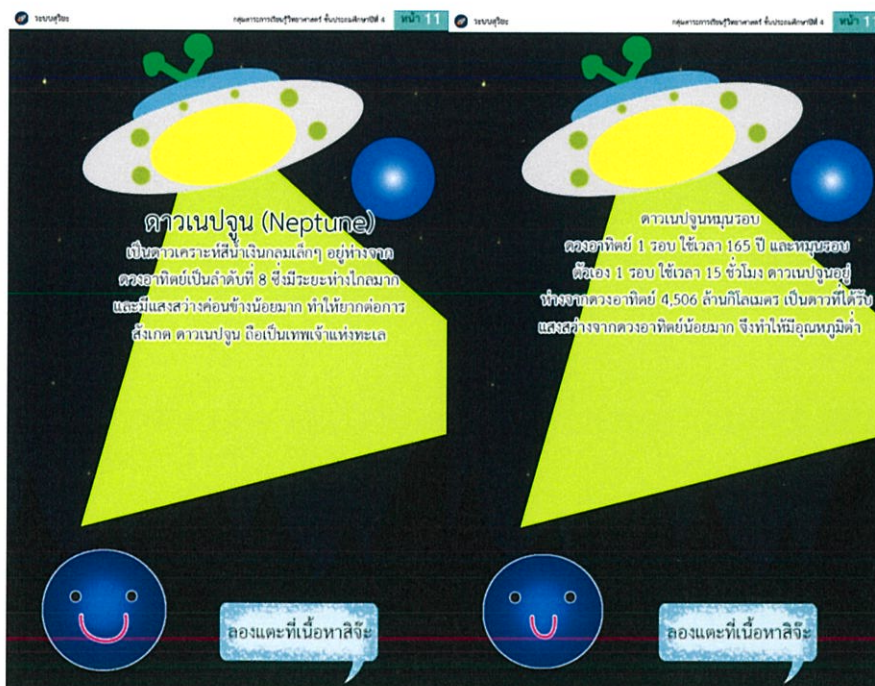 ระบบสุริยะ
กลุ่มสาระการเรียนรู้วิทยาศาสตร์ ชั้นประถมศึกษาปีที่ 4
หน้า 11
ดาวเนปจูน (Neptune)
เป็นดาวเคราะห์สีน้ำเงินกลมเล็กๆ อยู่ห่างจาก
ดวงอาทิตย์เป็นลำดับที่ 8 ซึ่งมีระยะห่างไกลมาก
และมีแสงสว่างค่อนข้างน้อยมาก ทำให้ยากต่อการ
สังเกต ดาวเนปจูน ถือเป็นเทพเจ้าแห่งทะเล
ลองแตะที่เนื้อหาสิจ๊ะ
ระบบสุริยะ
กลุ่มสาระการเรียนรู้วิทยาศาสตร์ ชั้นประถมศึกษาปีที่ 4
หน้า 11
ดาวเนปจูนหมุนรอบ
ดวงอาทิตย์ 1 รอบ ใช้เวลา 165 ปี และหมุนรอบ
ตัวเอง 1 รอบ ใช้เวลา 15 ชั่วโมง ดาวเนปจูนอยู่
ห่างจากดวงอาทิตย์ 4,506 ล้านกิโลเมตร เป็นดาวที่ได้รับ
แสงสว่างจากดวงอาทิตย์น้อยมาก จึงทำให้มีอุณหภูมิต่ำ
ลองแตะที่เนื้อหาสิจ๊ะ